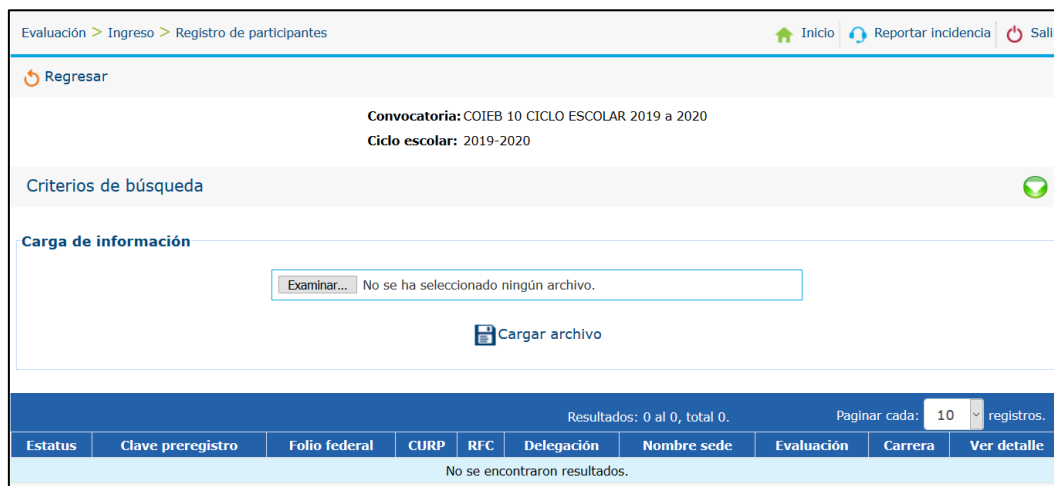 Evaluación > Ingreso > Registro de participantes Inicio Reportar incidencia Sali
Regresar
Convocatoria: COIEB 10 CICLO ESCOLAR 2019 a 2020
Ciclo escolar: 2019-2020
Criterios de búsqueda
Carga de información
Examinar... No se ha seleccionado ningún archivo.
Cargar archivo
Resultados: 0 al 0, total 0. Paginar cada: 10 registros.
Estatus Clave preregistro Folio federal CURP RFC Delegación Nombre sede Evaluación Carrera Ver detalle
No se encontraron resultados.